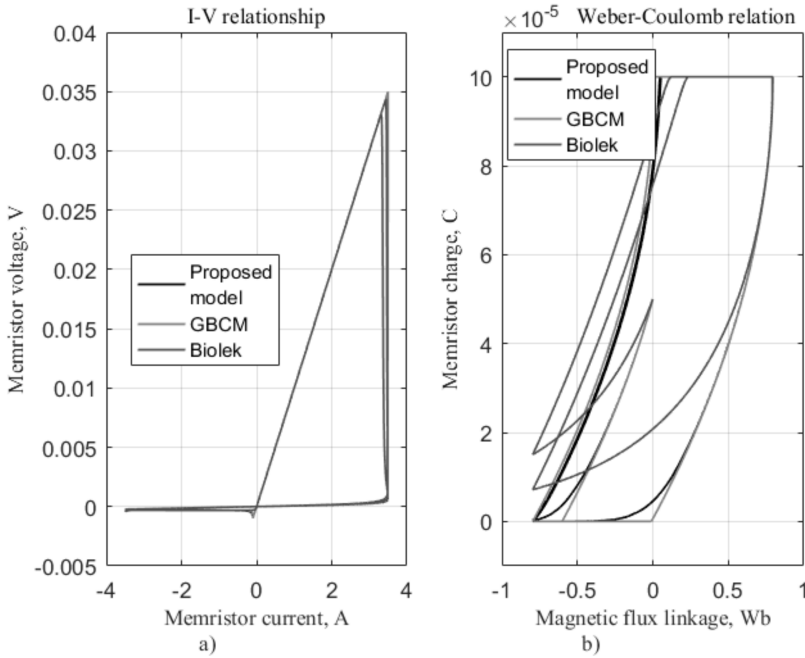 I-V relationship
0.04
0.035
0.03
0.025
0.02
0.015
0.01
0.005
0
-0.005
-4
-2
0
2
4
Memristor voltage, V
Memristor current, A
Proposed
model
GBCM
Biolek
a)
×10-5
Weber-Coulomb relation
10
8
6
4
2
0
-1
-0.5
0
0.5
1
Memristor charge, C
Magnetic flux linkage, Wb
Proposed
model
GBCM
Biolek
b)